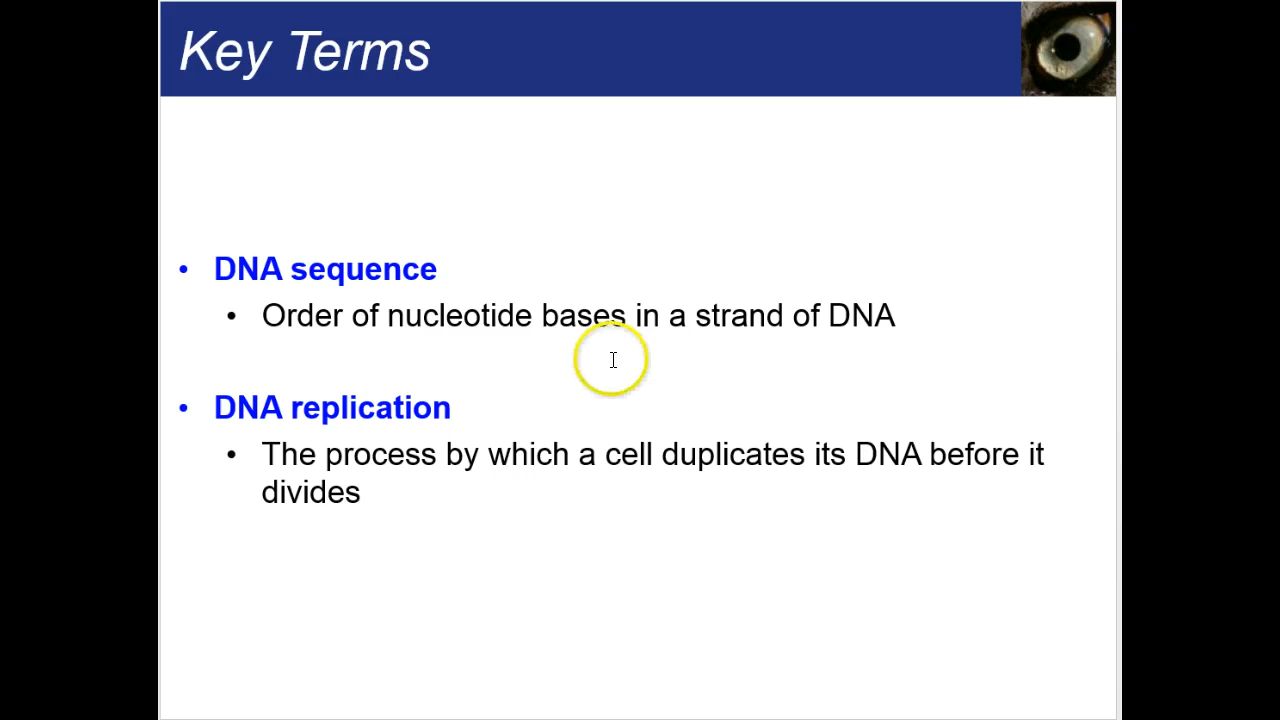 Key Terms
• DNA sequence
• Order of nucleotide bases in a strand of DNA
• DNA replication
• The process by which a cell duplicates its DNA before it
divides